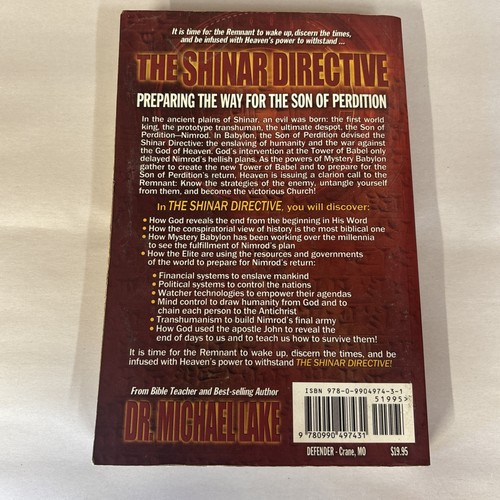 It is time for: the Remnant to wake up, discern the times,
and be infused with Heaven's power to withstand ...
THE SHINAR DIRECTIVE
PREPARING THE WAY FOR THE SON OF PERDITION
In the ancient plains of Shinar, an evil was born: the first world
king, the prototype transhuman, the ultimate despot, the Son of
Perdition—Nimrod. In Babylon, the Son of Perdition devised the
Shinar Directive: the enslaving of humanity and the war against
the God of Heaven. God's intervention at the Tower of Babel only
delayed Nimrod's hellish plans. As the powers of Mystery Babylon
gather to create the new Tower of Babel and to prepare for the
Son of Perdition's return, Heaven is issuing a clarion call to the
Remnant: Know the strategies of the enemy, untangle yourself
from them, and become the victorious Church!
In THE SHINAR DIRECTIVE, you will discover:
• How God reveals the end from the beginning in His Word
• How the conspiratorial view of history is the most biblical one
• How Mystery Babylon has been working over the millennia
to see the fulfillment of Nimrod's plan
• How the Elite are using the resources and governments
of the world to prepare for Nimrod's return:
• Financial systems to enslave mankind
• Political systems to control the nations
• Watcher technologies to empower their agendas
• Mind control to draw humanity from God and to
chain each person to the Antichrist
• Transhumanism to build Nimrod's final army
• How God used the apostle John to reveal the
end of days to us and to teach us how to survive them!
It is time for the Remnant to wake up, discern the times, and be
infused with Heaven's power to withstand THE SHINAR DIRECTIVE!
From Bible Teacher and Best-selling Author
DR. MICHAEL LAKE
ISBN 978-0-9904974-3-1
51995>
9 780990 497431
DEFENDER - Crane, MO
$19.95